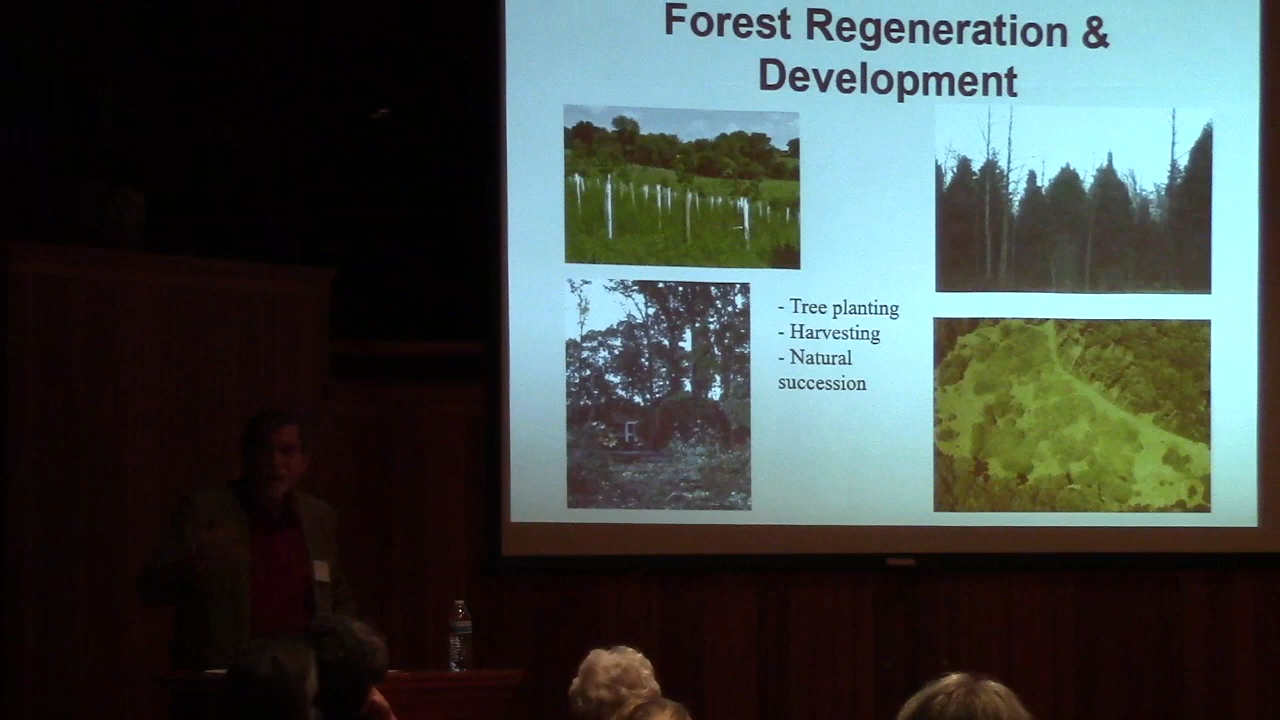 Forest Regeneration &
Development
- Tree planting
- Harvesting
- Natural
succession